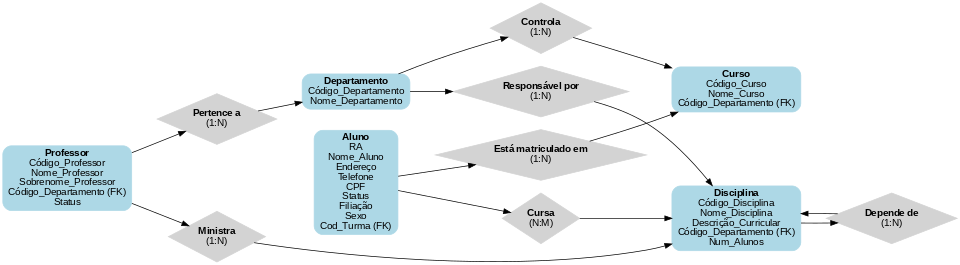 Controla
(1:N)
Departamento
Código_Departamento
Nome_Departamento
Responsável por
(1:N)
Curso
Código_Curso
Nome_Curso
Código_Departamento (FK)
Pertence a
(1:N)
Aluno
RA
Nome_Aluno
Endereço
Telefone
CPF
Status
Filiação
Sexo
Cod_Turma (FK)
Está matriculado em
(1:N)
Professor
Código_Professor
Nome_Professor
Sobrenome_Professor
Código_Departamento (FK)
Status
Cursa
(N:M)
Disciplina
Código_Disciplina
Nome_Disciplina
Descrição_Curricular
Código_Departamento (FK)
Num_Alunos
Depende de
(1:N)
Ministra
(1:N)